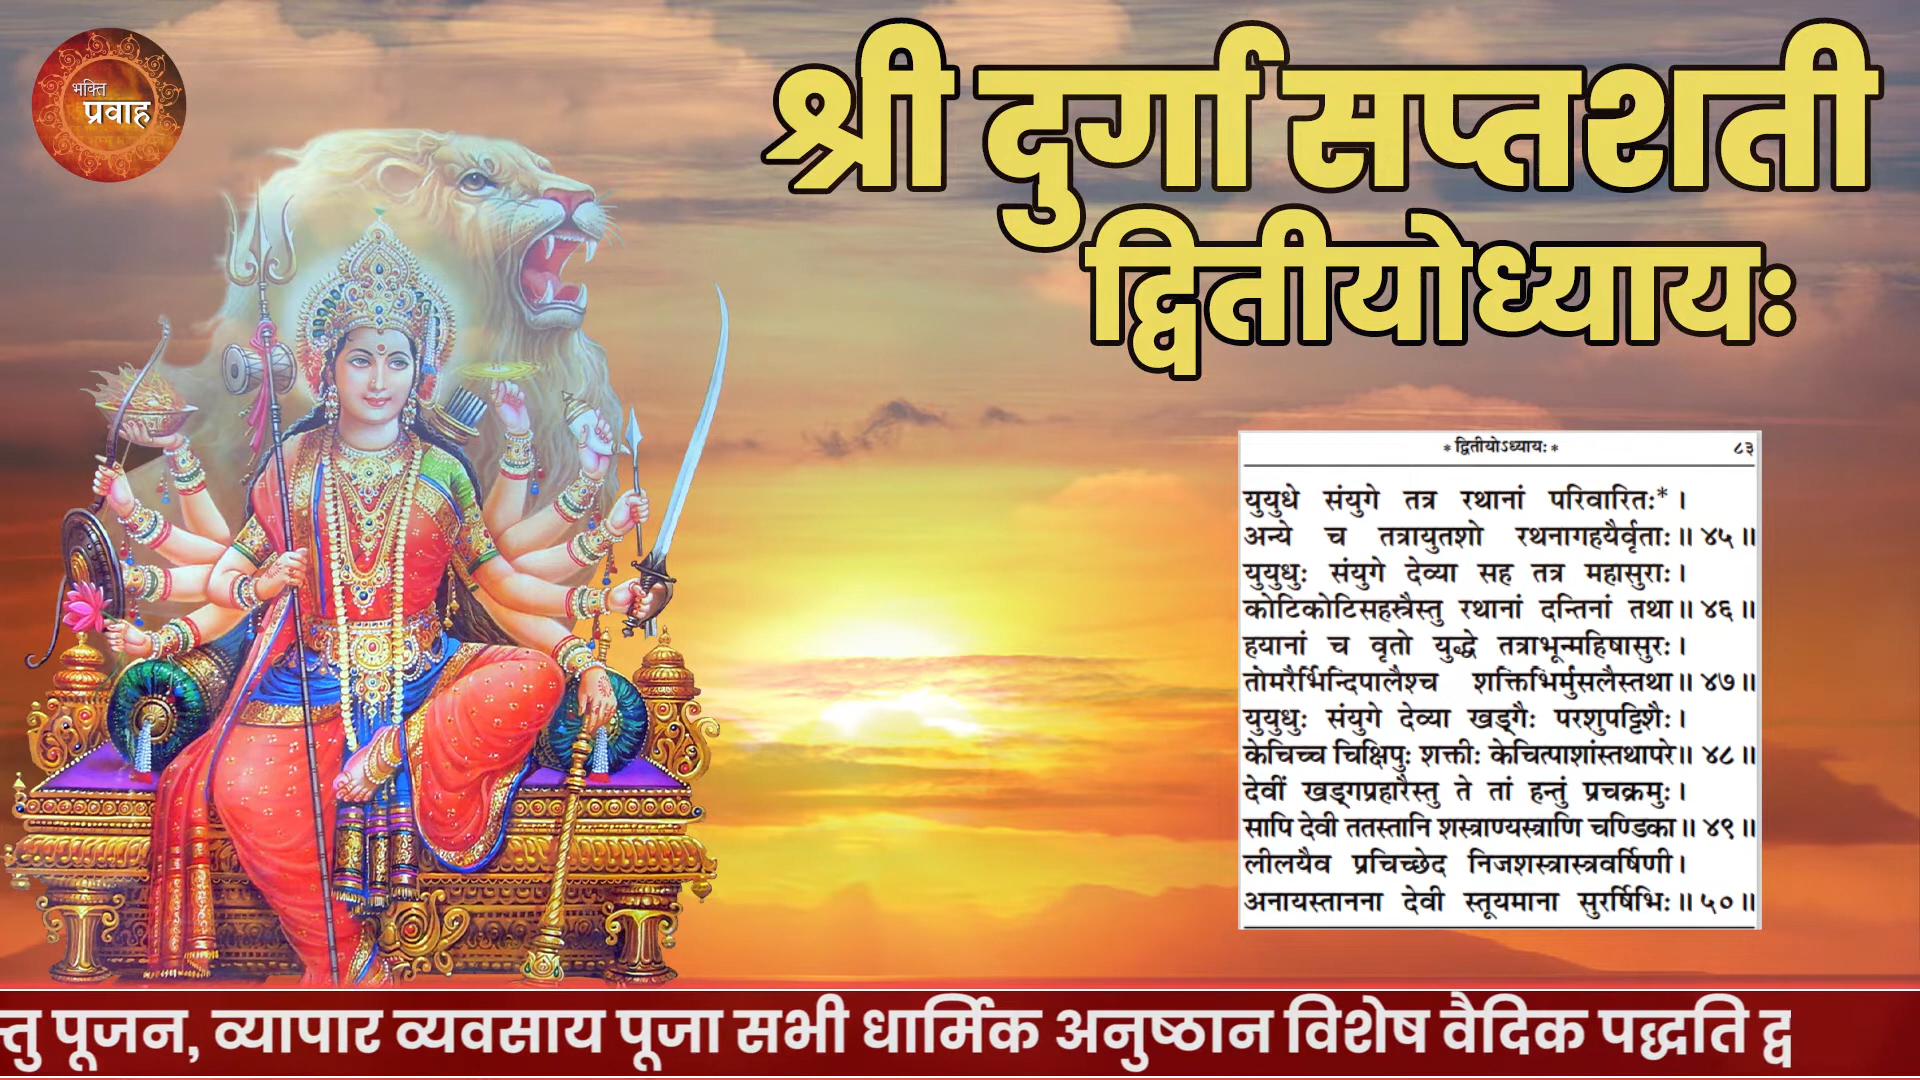 भक्ति
प्रवाह
श्री दुर्गा सप्तशती
द्वितीयोध्यायः
* द्वितीयोऽध्यायः * ८३
युयुधे संयुगे तत्र रथानां परिवारितः* ।
अन्ये च तत्रायुतशो रथनागहयैर्वृताः॥ ४५॥
युयुधुः संयुगे देव्या सह तत्र महासुराः।
कोटिकोटिसहस्त्रैस्तु रथानां दन्तिनां तथा॥ ४६॥
हयानां च वृतो युद्धे तत्राभून्महिषासुरः।
तोमरैर्भिन्दिपालैश्च शक्तिभिर्मुसलैस्तथा॥ ४७॥
युयुधुः संयुगे देव्या खड्गैः परशुपट्टिशैः।
केचिच्च चिक्षिपुः शक्तीः केचित्पाशांस्तथापरे॥ ४८॥
देवीं खड्गप्रहारैस्तु ते तां हन्तुं प्रचक्रमुः।
सापि देवी ततस्तानि शस्त्राण्यस्त्राणि चण्डिका॥ ४९॥
लीलयैव प्रचिच्छेद निजशस्त्रास्त्रवर्षिणी।
अनायस्तानना देवी स्तूयमाना सुरर्षिभिः॥ ५०॥
स्तु पूजन, व्यापार व्यवसाय पूजा सभी धार्मिक अनुष्ठान विशेष वैदिक पद्धति द्व